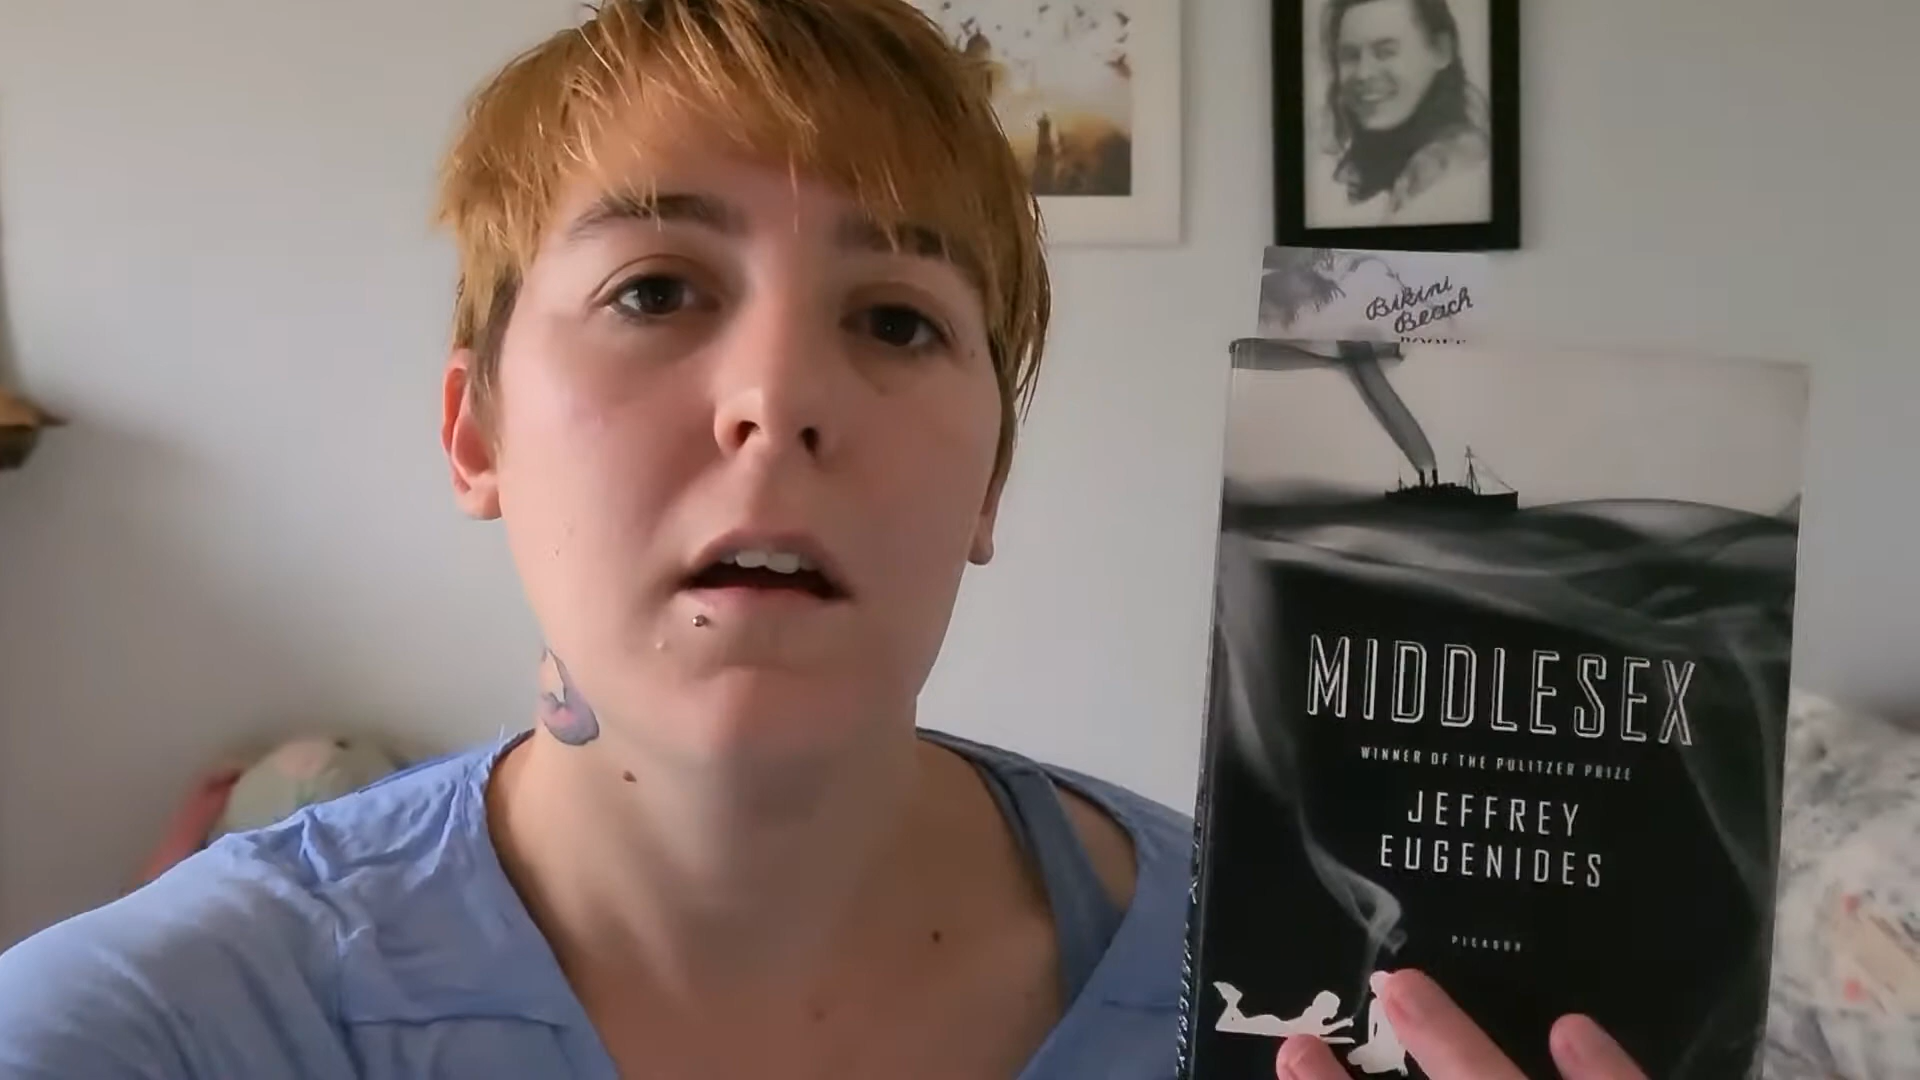 Bikini
Beach
MIDDLESEX
WINNER OF THE PULITZER PRIZE
JEFFREY
EUGENIDES
PICADOR